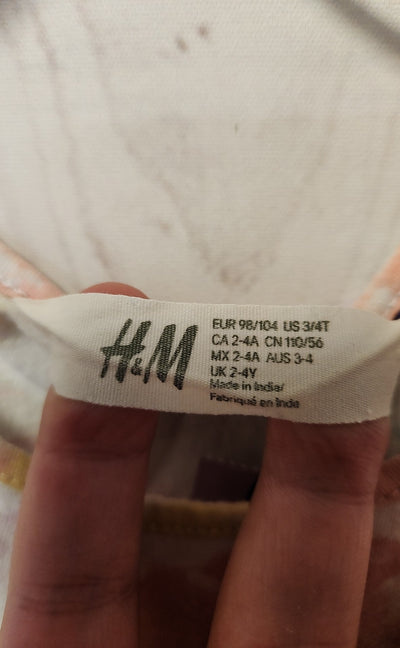 H&M
EUR 98/104 US 3/4T
CA 2-4A CN 110/56
MX 2-4A AUS 3-4
UK 2-4Y
Made in India/
Fabriqué en Inde